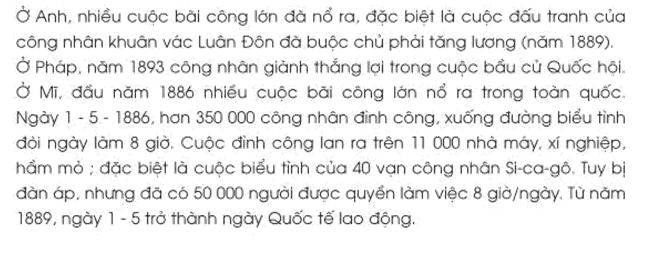 Ở Anh, nhiều cuộc bãi công lớn đã nổ ra, đặc biệt là cuộc đấu tranh của
công nhân khuân vác Luân Đôn đã buộc chủ phải tăng lương (năm 1889).
Ở Pháp, năm 1893 công nhân giành thắng lợi trong cuộc bầu cử Quốc hội.
Ở Mĩ, đầu năm 1886 nhiều cuộc bãi công lớn nổ ra trong toàn quốc.
Ngày 1 - 5 - 1886, hơn 350 000 công nhân đình công, xuống đường biểu tình
đòi ngày làm 8 giờ. Cuộc đình công lan ra trên 11 000 nhà máy, xí nghiệp,
hầm mỏ ; đặc biệt là cuộc biểu tình của 40 vạn công nhân Si-ca-gô. Tuy bị
đàn áp, nhưng đã có 50 000 người được quyền làm việc 8 giờ/ngày. Từ năm
1889, ngày 1 - 5 trở thành ngày Quốc tế lao động.